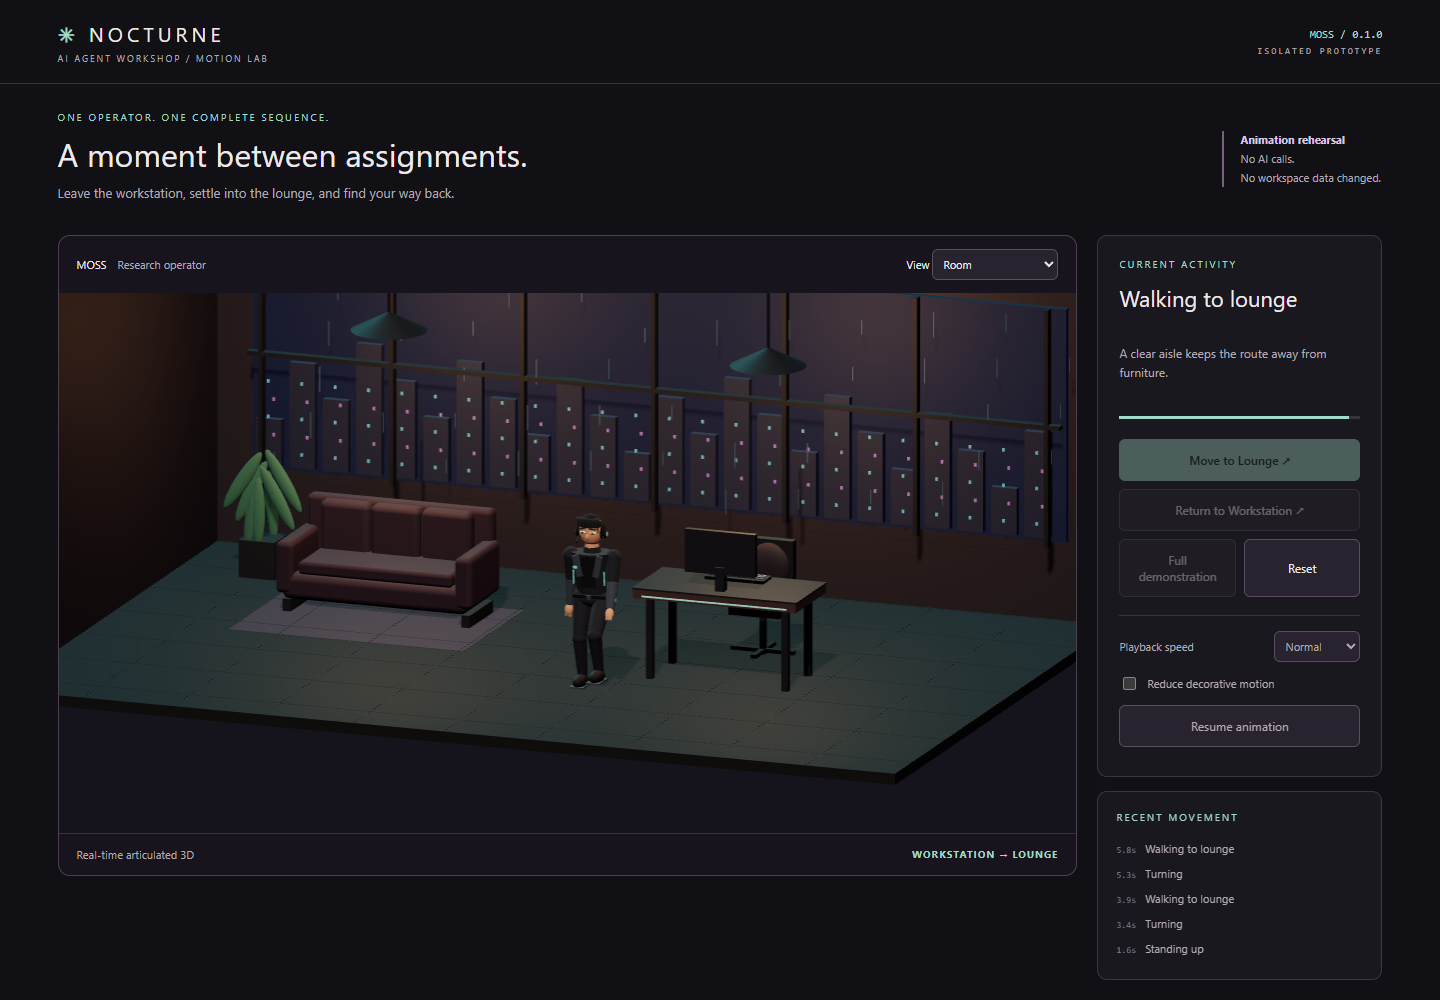 NOCTURNE
AI AGENT WORKSHOP / MOTION LAB
MOSS / 0.1.0
ISOLATED PROTOTYPE
ONE OPERATOR. ONE COMPLETE SEQUENCE.
A moment between assignments.
Leave the workstation, settle into the lounge, and find your way back.
Animation rehearsal
No AI calls.
No workspace data changed.
MOSS Research operator
View Room
Real-time articulated 3D
WORKSTATION → LOUNGE
CURRENT ACTIVITY
Walking to lounge
A clear aisle keeps the route away from
furniture.
Move to Lounge ↗
Return to Workstation ↗
Full
demonstration
Reset
Playback speed Normal
Reduce decorative motion
Resume animation
RECENT MOVEMENT
5.8s Walking to lounge
5.3s Turning
3.9s Walking to lounge
3.4s Turning
1.6s Standing up